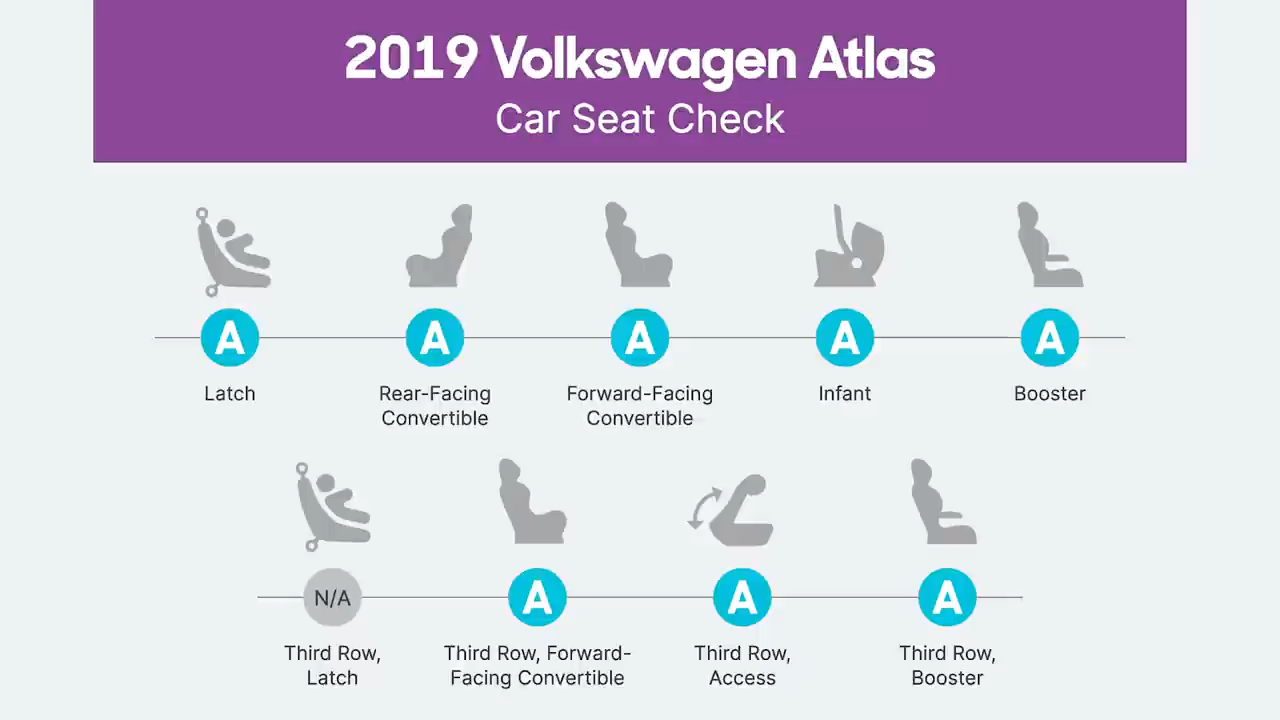 2019 Volkswagen Atlas
Car Seat Check
A
A
A
A
A
Latch
Rear-Facing
Convertible
Forward-Facing
Convertible
Infant
Booster
N/A
A
A
A
Third Row,
Latch
Third Row, Forward-
Facing Convertible
Third Row,
Access
Third Row,
Booster